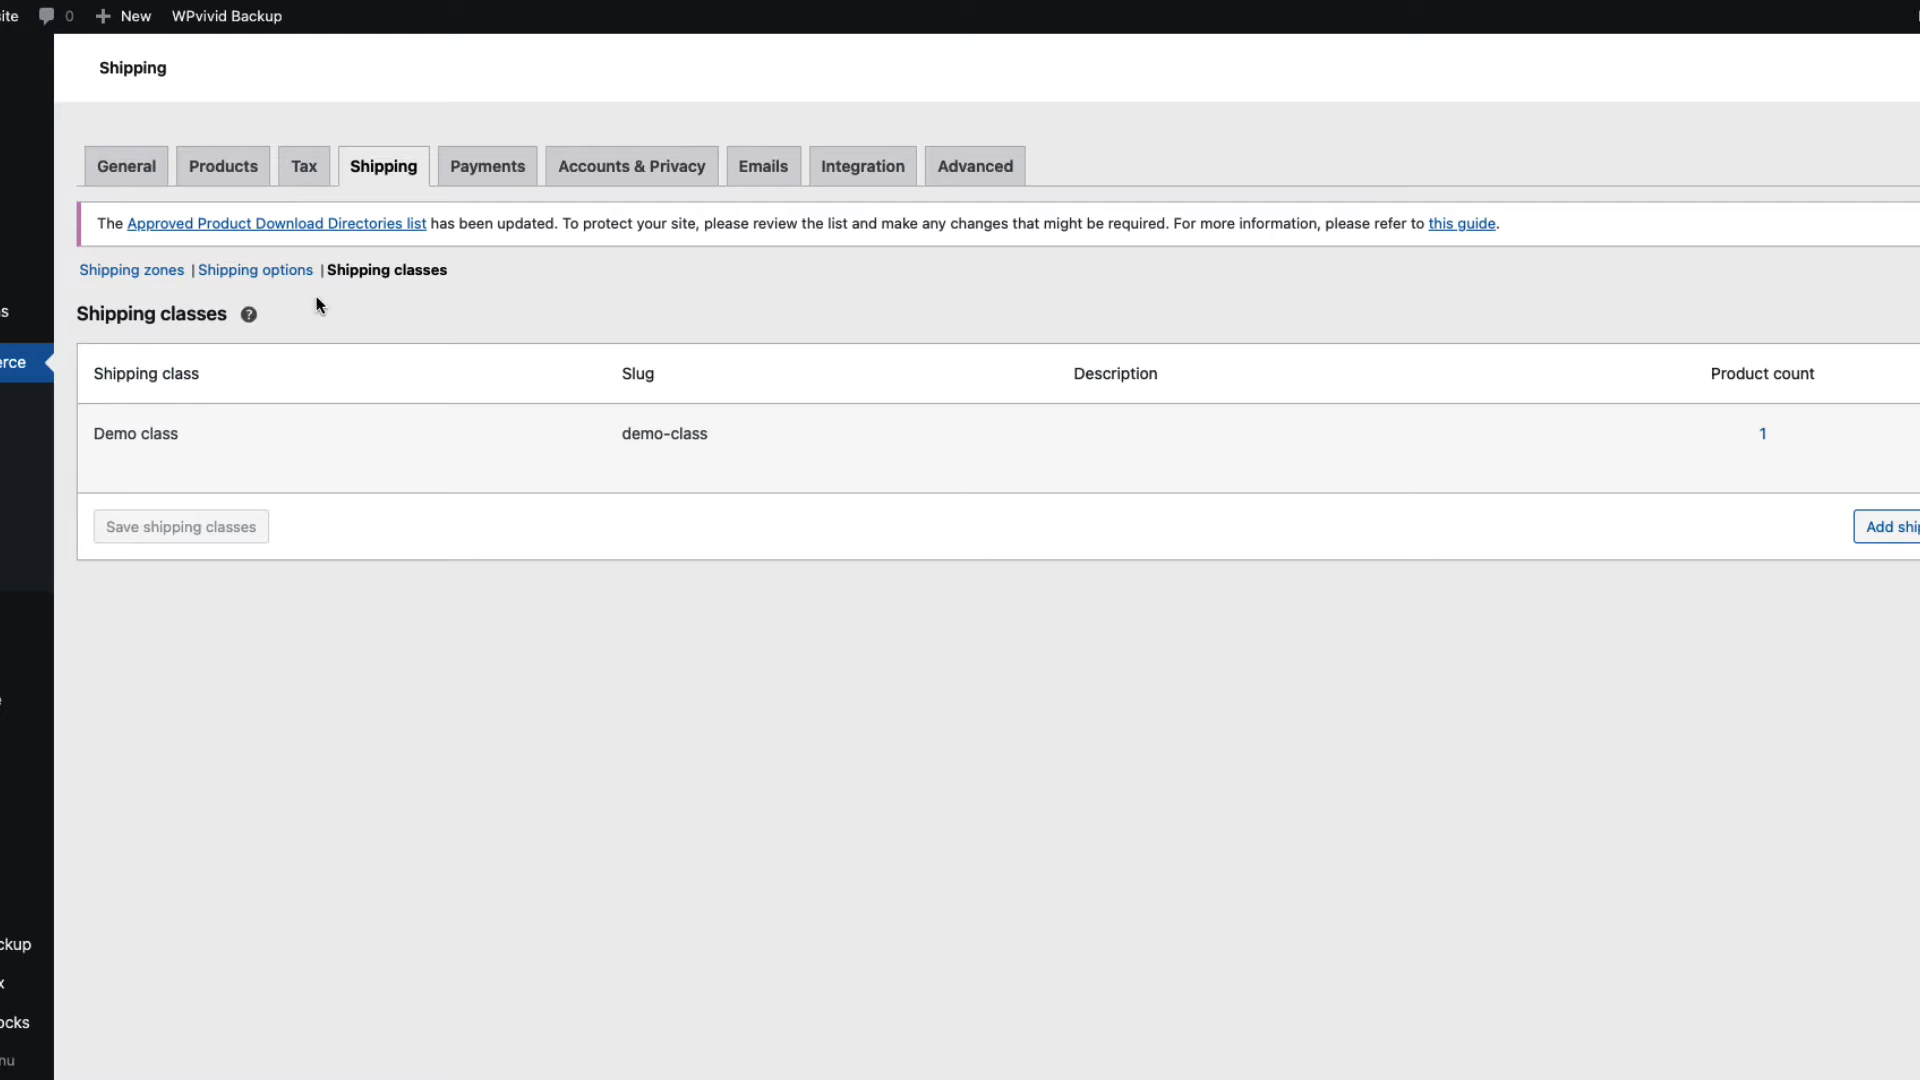 ite 0 New WPvivid Backup
Shipping
General Products Tax Shipping Payments Accounts & Privacy Emails Integration Advanced
The Approved Product Download Directories list has been updated. To protect your site, please review the list and make any changes that might be required. For more information, please refer to this guide.
Shipping zones | Shipping options | Shipping classes
s
Shipping classes ?
erce
Shipping class Slug Description Product count
Demo class demo-class 1
Save shipping classes Add ship
ckup
x
ocks
nu